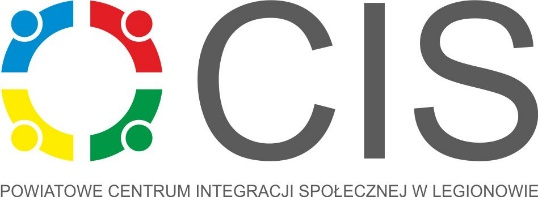 CIS
POWIATOWE CENTRUM INTEGRACJI SPOŁECZNEJ W LEGIONOWIE